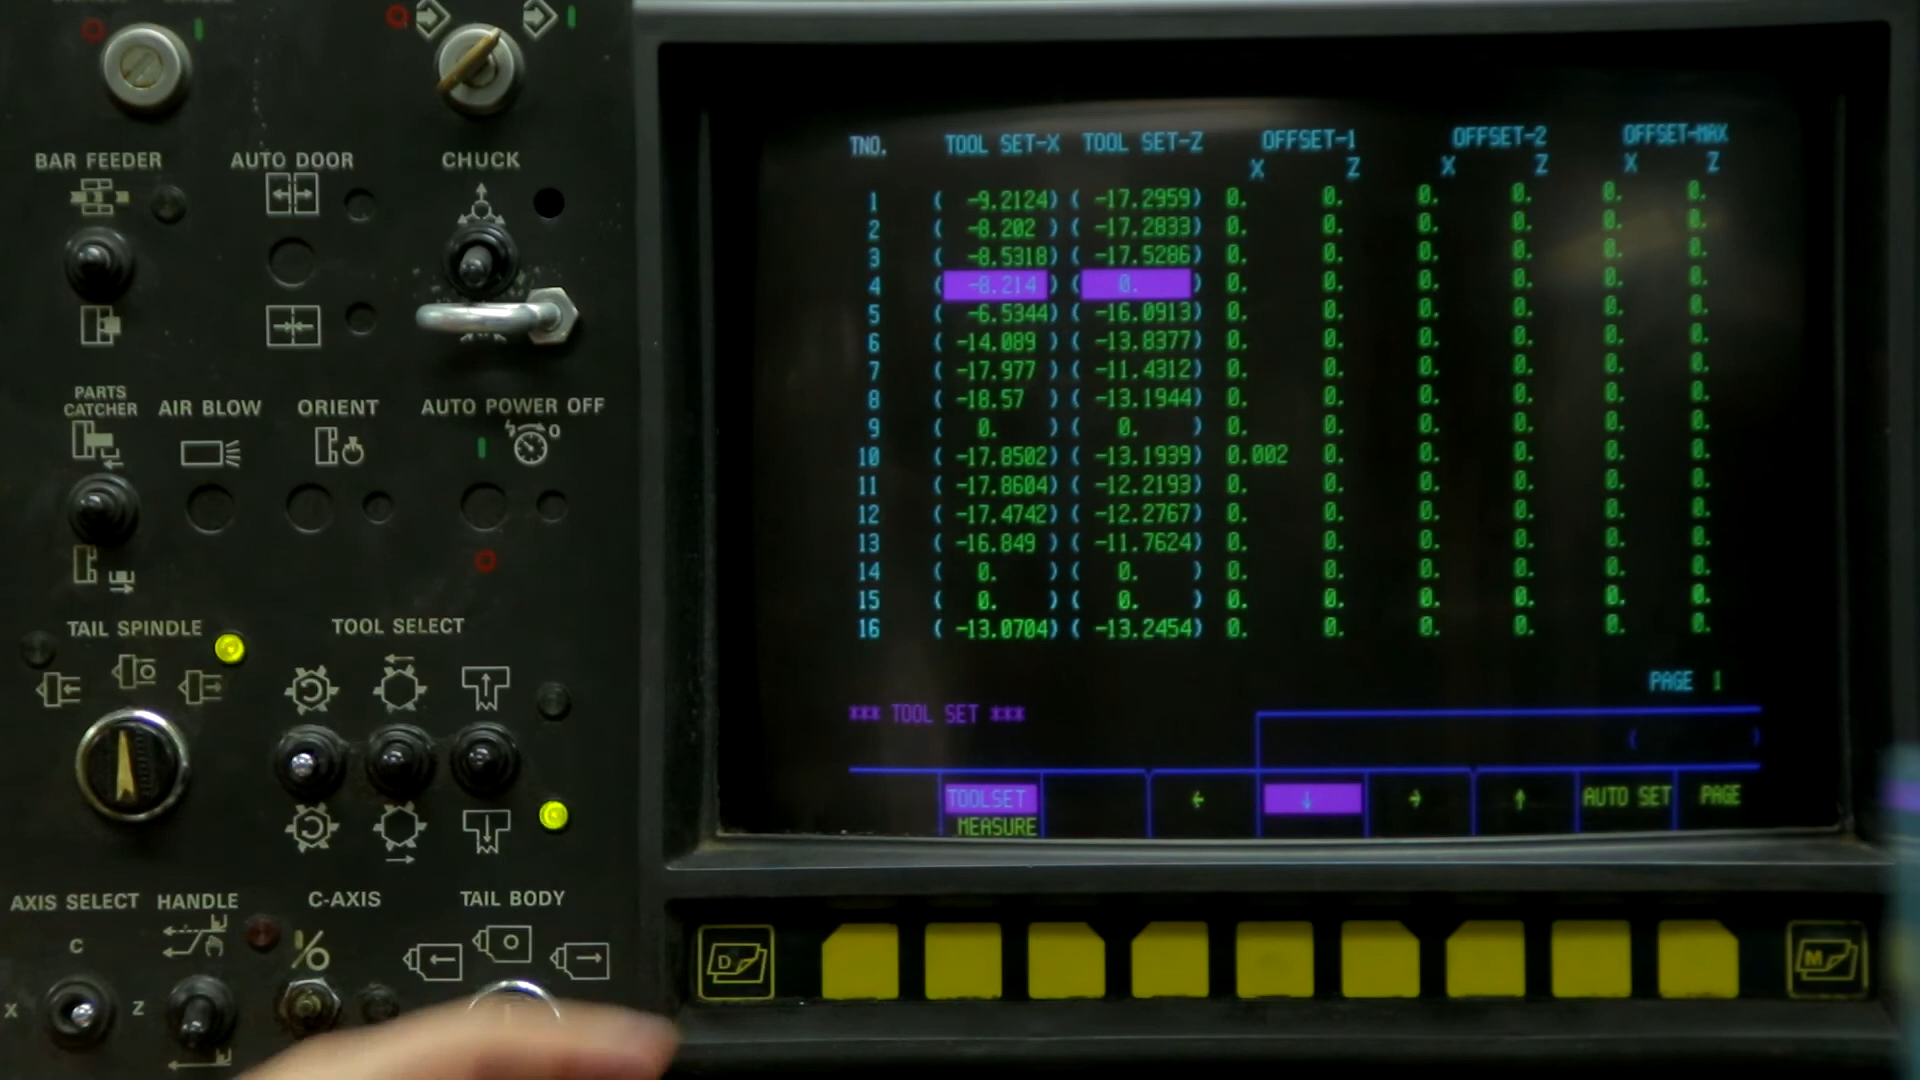 BAR FEEDER AUTO DOOR CHUCK
PARTS
CATCHER AIR BLOW ORIENT AUTO POWER OFF
TAIL SPINDLE TOOL SELECT
AXIS SELECT HANDLE C-AXIS TAIL BODY
C
X Z
TNO. TOOL SET-X TOOL SET-Z OFFSET-1 OFFSET-2 OFFSET-MAX
X Z X Z X Z
1 ( -9.2124) ( -17.2959) 0. 0. 0. 0. 0. 0.
2 ( -8.202 ) ( -17.2833) 0. 0. 0. 0. 0. 0.
3 ( -8.5318) ( -17.5286) 0. 0. 0. 0. 0. 0.
4 ( -8.214 ) ( 0. ) 0. 0. 0. 0. 0. 0.
5 ( -6.5344) ( -16.0913) 0. 0. 0. 0. 0. 0.
6 ( -14.089 ) ( -13.8377) 0. 0. 0. 0. 0. 0.
7 ( -17.977 ) ( -11.4312) 0. 0. 0. 0. 0. 0.
8 ( -18.57 ) ( -13.1944) 0. 0. 0. 0. 0. 0.
9 ( 0. ) ( 0. ) 0. 0. 0. 0. 0. 0.
10 ( -17.8502) ( -13.1939) 0.002 0. 0. 0. 0. 0.
11 ( -17.8604) ( -12.2193) 0. 0. 0. 0. 0. 0.
12 ( -17.4742) ( -12.2767) 0. 0. 0. 0. 0. 0.
13 ( -16.849 ) ( -11.7624) 0. 0. 0. 0. 0. 0.
14 ( 0. ) ( 0. ) 0. 0. 0. 0. 0. 0.
15 ( 0. ) ( 0. ) 0. 0. 0. 0. 0. 0.
16 ( -13.0704) ( -13.2454) 0. 0. 0. 0. 0. 0.
PAGE 1
*** TOOL SET ***
( )
TOOLSET ← ↓ → ↑ AUTO SET PAGE
MEASURE
D M